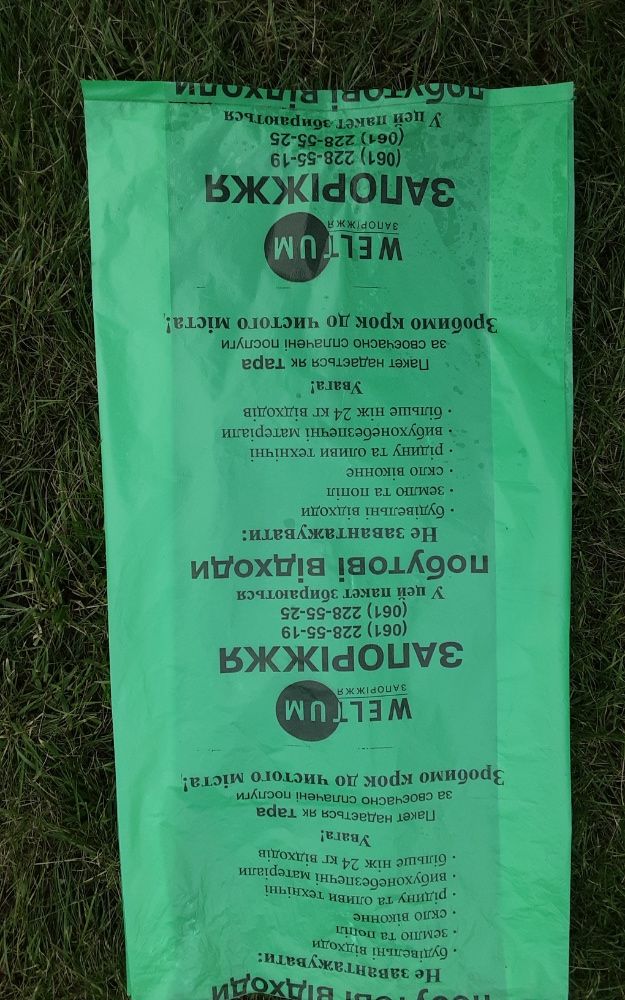 побутові відходи
Не завантажувати:
· будівельні відходи
· землю та попіл
· скло віконне
· рідину та оливи технічні
· вибухонебезпечні матеріали
· більше ніж 24 кг відходів
Увага!
Пакет надається як Тара
за своєчасно сплачені послуги
Зробимо крок до чистого міста!
WELTUM
ЗАПОРІЖЖЯ
ЗАПОРІЖЖЯ
(061) 228-55-19
(061) 228-55-25
У цей пакет збираються
побутові відходи
Не завантажувати:
· будівельні відходи
· землю та попіл
· скло віконне
· рідину та оливи технічні
· вибухонебезпечні матеріали
· більше ніж 24 кг відходів
Увага!
Пакет надається як Тара
за своєчасно сплачені послуги
Зробимо крок до чистого міста!
WELTUM
ЗАПОРІЖЖЯ
ЗАПОРІЖЖЯ
(061) 228-55-19
(061) 228-55-25
У цей пакет збираються
побутові відходи